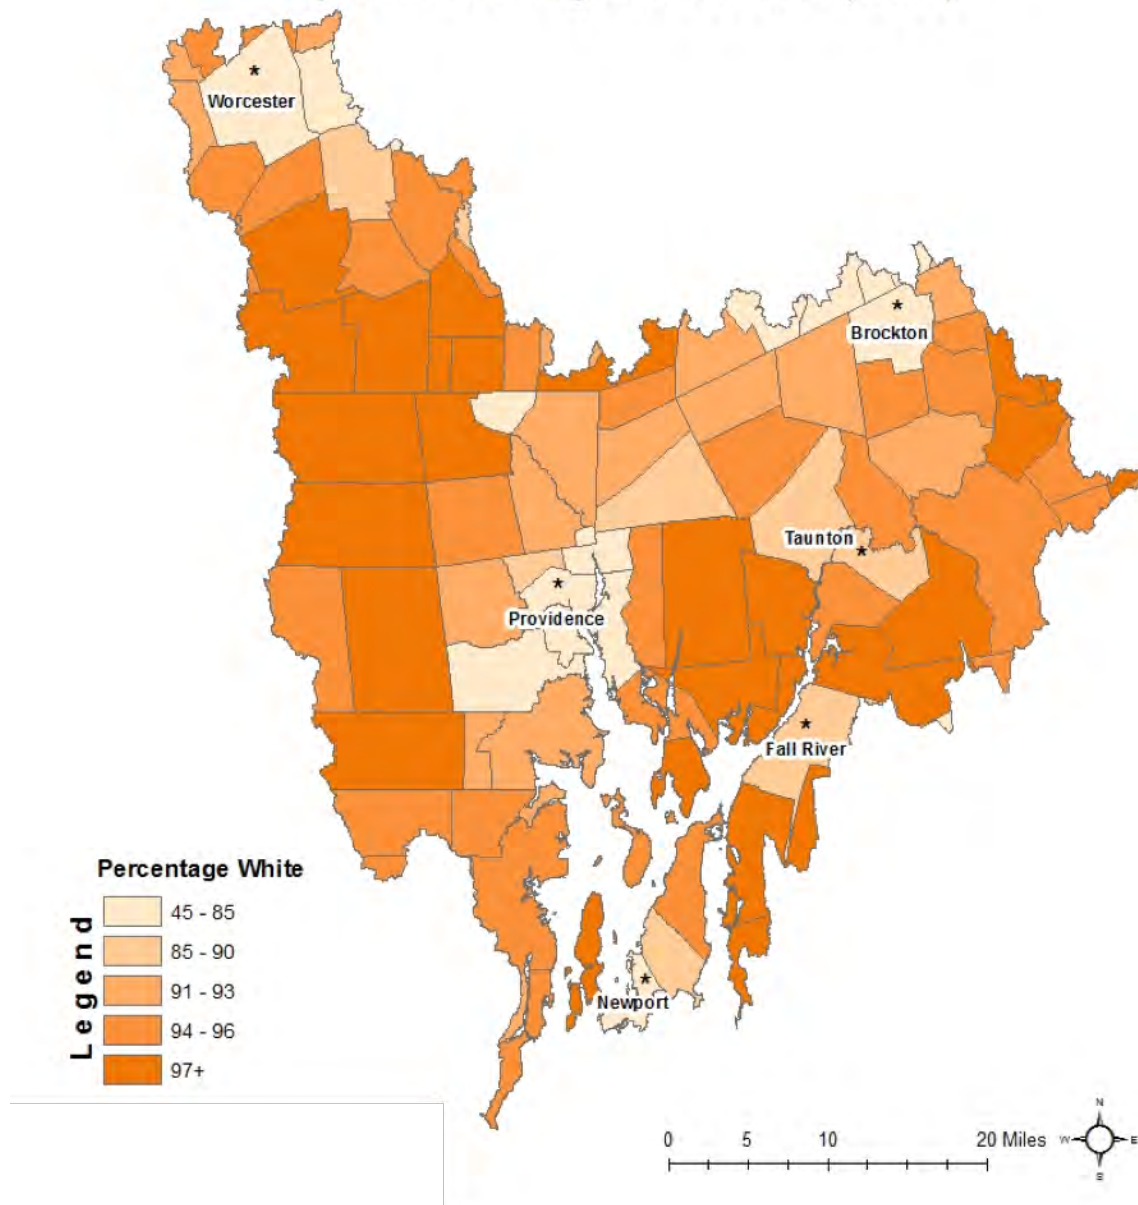 Worcester
Brockton
Taunton
Providence
Fall River
Newport
Percentage White
Legend
45 - 85
85 - 90
91 - 93
94 - 96
97+
0 5 10 20 Miles
N
W E
S